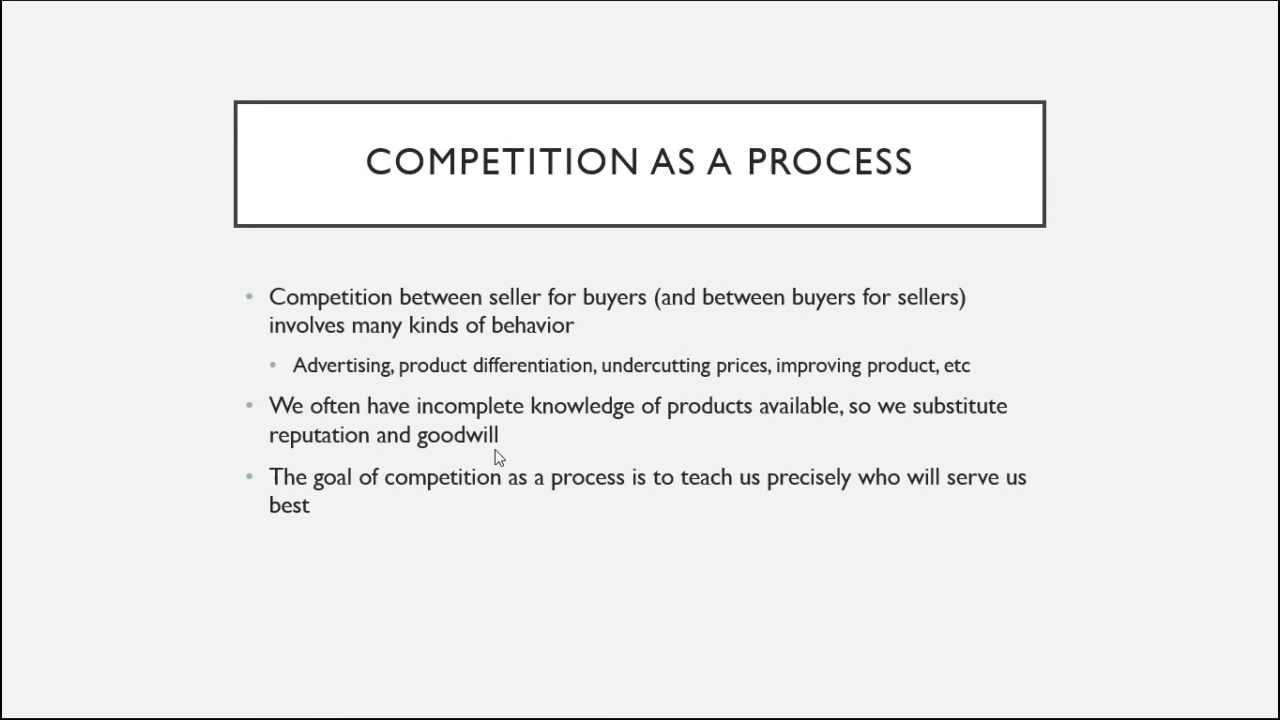 COMPETITION AS A PROCESS
• Competition between seller for buyers (and between buyers for sellers)
involves many kinds of behavior
• Advertising, product differentiation, undercutting prices, improving product, etc
• We often have incomplete knowledge of products available, so we substitute
reputation and goodwill
• The goal of competition as a process is to teach us precisely who will serve us
best